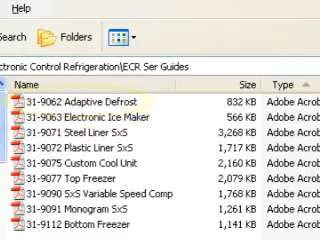 Help
Search Folders
ctronic Control Refrigeration\ECR Ser Guides
Name Size Type
31-9062 Adaptive Defrost 832 KB Adobe Acrob
31-9063 Electronic Ice Maker 566 KB Adobe Acrob
31-9071 Steel Liner SxS 3,268 KB Adobe Acrob
31-9072 Plastic Liner SxS 1,717 KB Adobe Acrob
31-9075 Custom Cool Unit 2,160 KB Adobe Acrob
31-9077 Top Freezer 2,079 KB Adobe Acrob
31-9090 SxS Variable Speed Comp 1,768 KB Adobe Acrob
31-9091 Monogram SxS 1,261 KB Adobe Acrob
31-9112 Bottom Freezer 1,141 KB Adobe Acrob